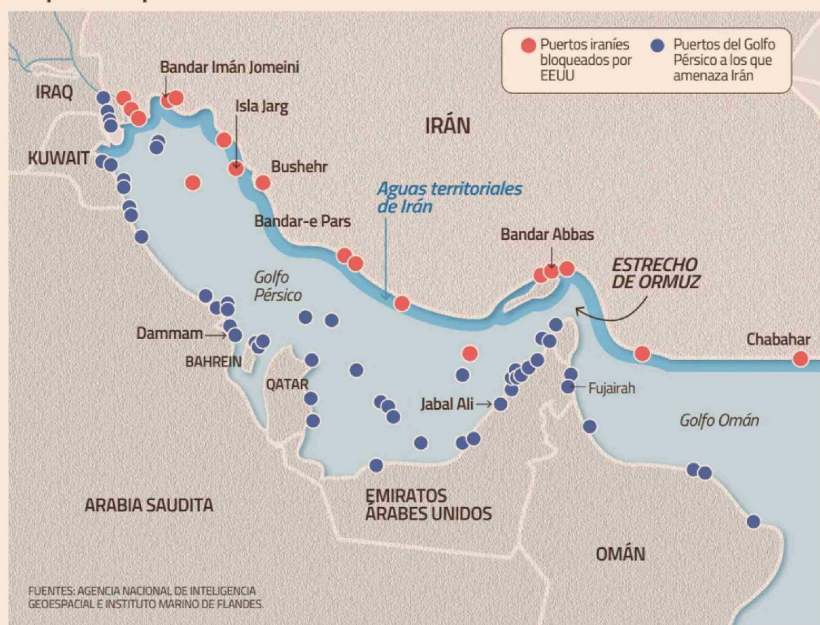 Puertos iraníes
bloqueados por
EEUU
Puertos del Golfo
Pérsico a los que
amenaza Irán
Bandar Imán Jomeini
IRAQ
Isla Jarg
IRÁN
KUWAIT
Bushehr
Aguas territoriales
de Irán
Bandar-e Pars
Bandar Abbas
ESTRECHO
DE ORMUZ
Golfo
Pérsico
Dammam
Chabahar
BAHREIN
QATAR
Jabal Ali
Fujairah
Golfo Omán
ARABIA SAUDITA
EMIRATOS
ÁRABES UNIDOS
OMÁN
FUENTES: AGENCIA NACIONAL DE INTELIGENCIA
GEOESPACIAL E INSTITUTO MARINO DE FLANDES.